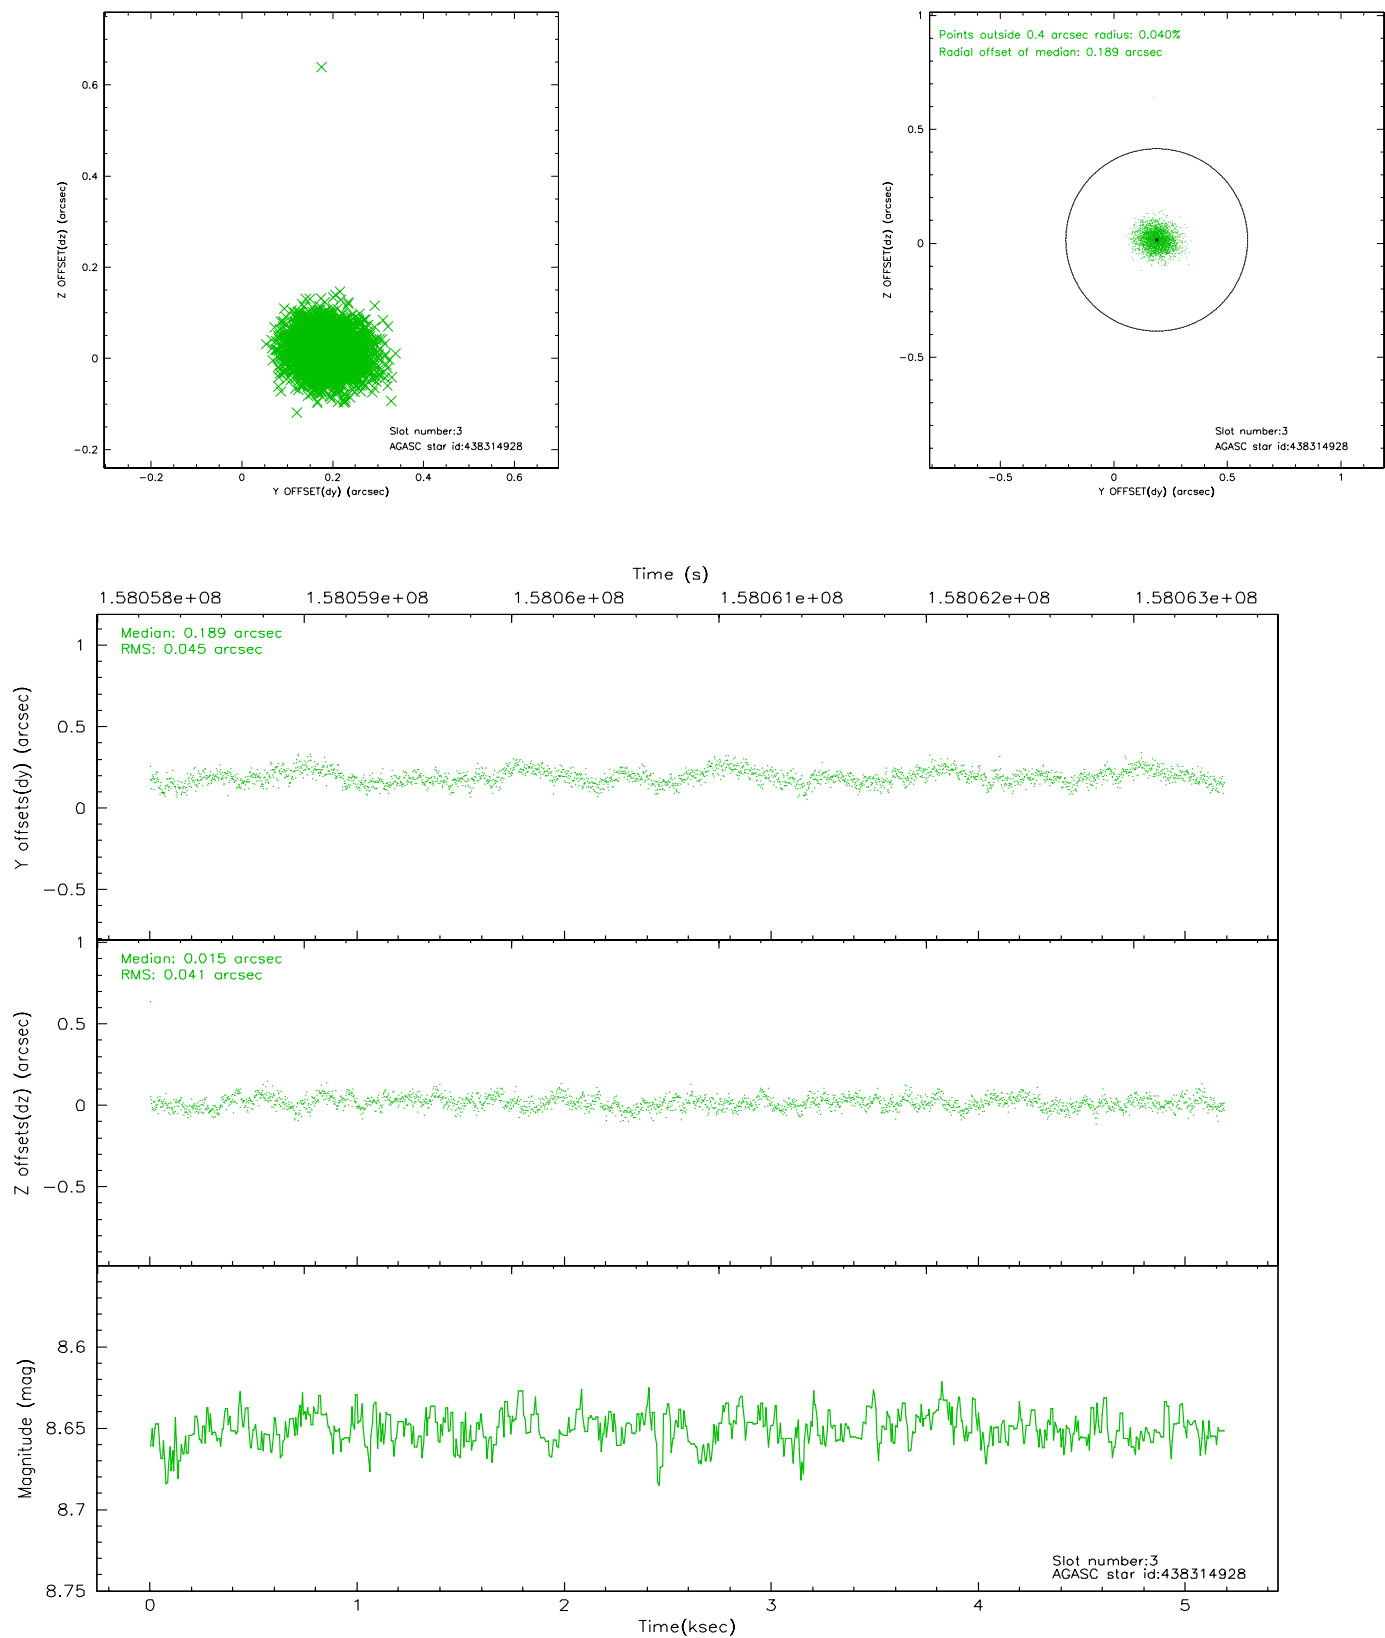 0.6
0.4
0.2
0
−0.2
Z OFFSET(dz) (arcsec)
Slot number:3
AGASC star id:438314928
−0.2 0 0.2 0.4 0.6
Y OFFSET(dy) (arcsec)
1
0.5
0
−0.5
Z OFFSET(dz) (arcsec)
Points outside 0.4 arcsec radius: 0.040%
Radial offset of median: 0.189 arcsec
Slot number:3
AGASC star id:438314928
−0.5 0 0.5 1
Y OFFSET(dy) (arcsec)
Time (s)
1.58058e+08 1.58059e+08 1.5806e+08 1.58061e+08 1.58062e+08 1.58063e+08
Median: 0.189 arcsec
RMS: 0.045 arcsec
1
0.5
0
−0.5
Y offsets(dy) (arcsec)
Median: 0.015 arcsec
RMS: 0.041 arcsec
1
0.5
0
−0.5
Z offsets(dz) (arcsec)
8.6
8.65
8.7
8.75
Magnitude (mag)
Slot number:3
AGASC star id:438314928
0 1 2 3 4 5
Time(ksec)